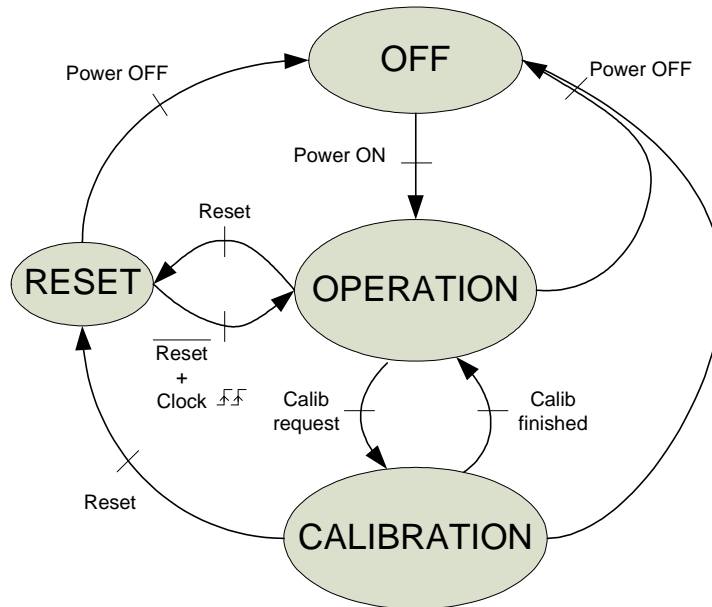 OFF
Power OFF
Power OFF
Power ON
Reset
RESET
OPERATION
Reset
+
Clock
Calib
request
Calib
finished
Reset
CALIBRATION